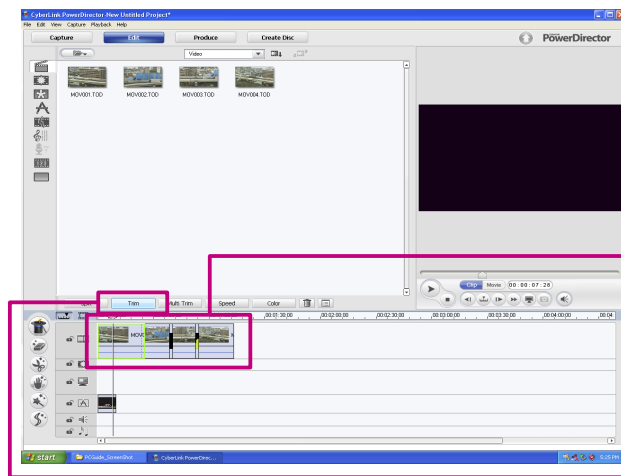 CyberLink PowerDirector-New Untitled Project*
File Edit View Capture Playback Help
Capture Edit Produce Create Disc
PowerDirector
Video
MOV001.TOD MOV002.TOD MOV003.TOD MOV004.TOD
Clip Movie 00:00:07:28
Trim Multi Trim Speed Color
00:01:30;00 00:02:00;00 00:02:30;00 00:03:00;00 00:03:30;00 00:04:00;00 00:04:
MOV
start PCGuide_ScreenShot CyberLink PowerDirec... 5:25 PM